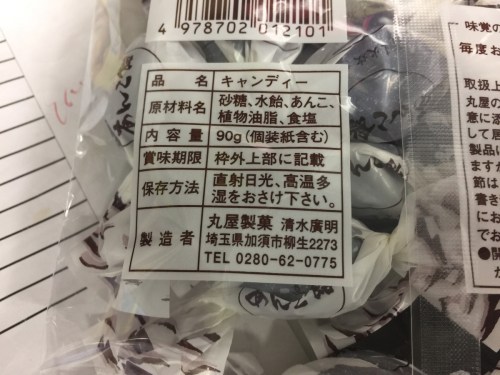 4 978702 012101
品名 キャンディー
原材料名 砂糖、水飴、あんこ、
植物油脂、食塩
内容量 90g(個装紙含む)
賞味期限 枠外上部に記載
保存方法 直射日光、高温多
湿をおさけ下さい。
製造者 丸屋製菓 清水廣明
埼玉県加須市柳生2273
TEL 0280-62-0775
味覚の
毎度お
取扱上
丸屋の
意に添
して原
製品に
ますが
節は
書き
ので
でお
●開